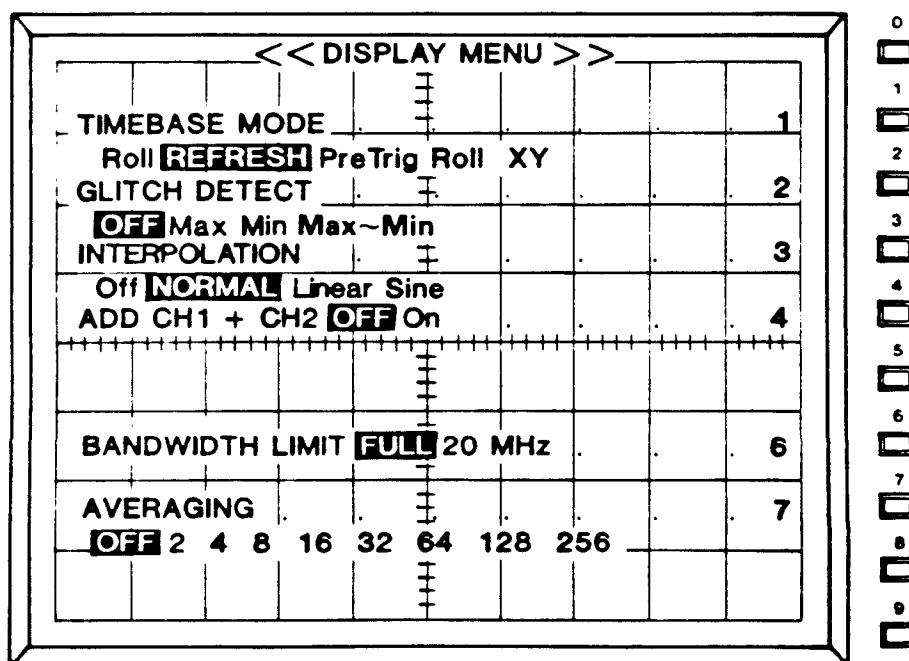 << DISPLAY MENU >>
TIMEBASE MODE 1
Roll REFRESH PreTrig Roll XY
GLITCH DETECT 2
OFF Max Min Max~Min
INTERPOLATION 3
Off NORMAL Linear Sine
ADD CH1 + CH2 OFF On 4
BANDWIDTH LIMIT FULL 20 MHz 6
AVERAGING 7
OFF 2 4 8 16 32 64 128 256
0
1
2
3
4
5
6
7
8
9